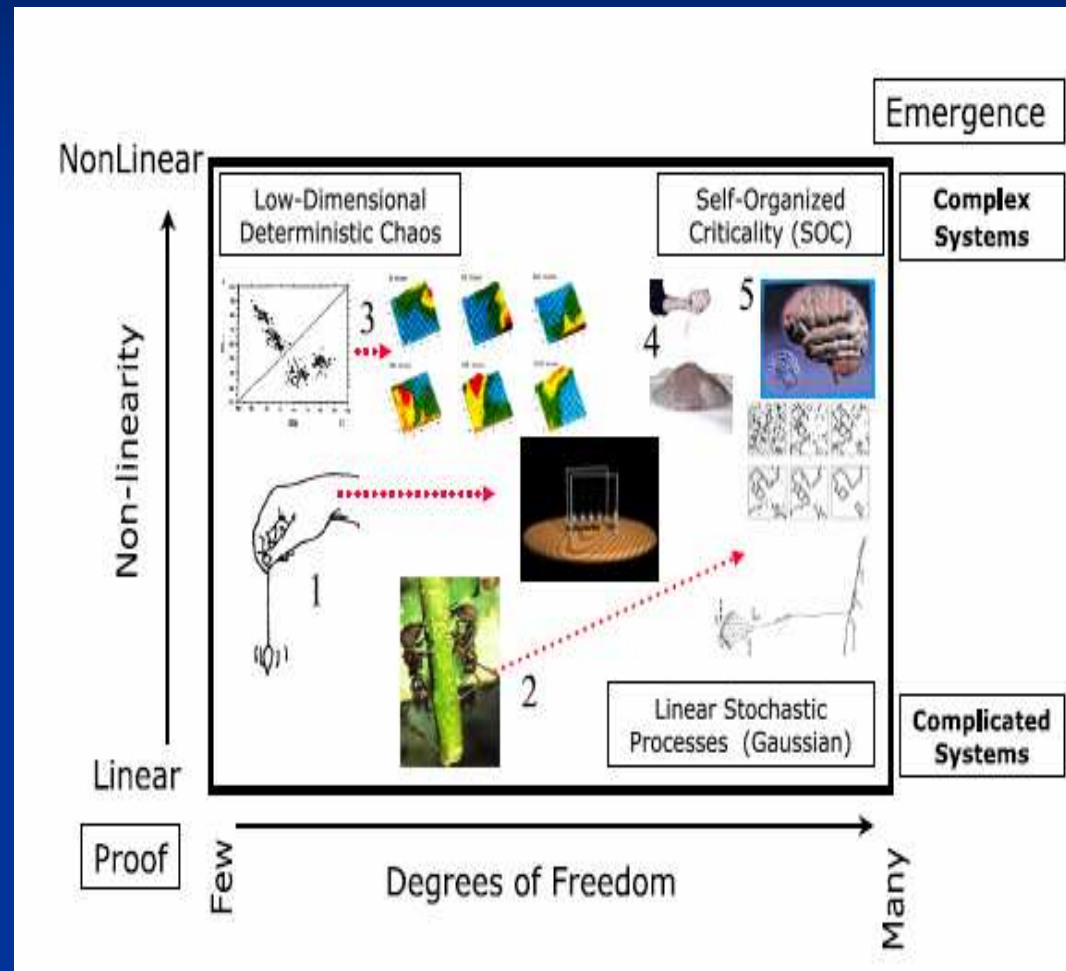 Emergence
NonLinear
Low-Dimensional
Deterministic Chaos
Self-Organized
Criticality (SOC)
Complex
Systems
3
4
5
Non-linearity
1
2
Linear Stochastic
Processes (Gaussian)
Complicated
Systems
Linear
Proof
Few
Degrees of Freedom
Many